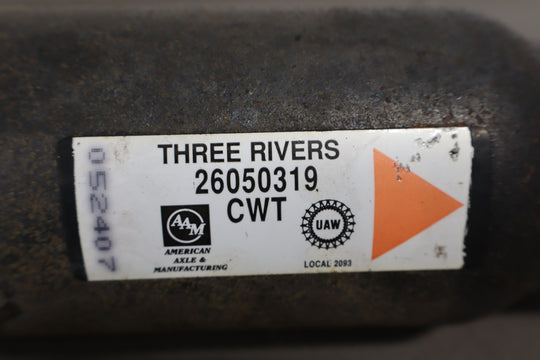 052407
THREE RIVERS
26050319
CWT
AAM
AMERICAN
AXLE &
MANUFACTURING
UAW
LOCAL 2093